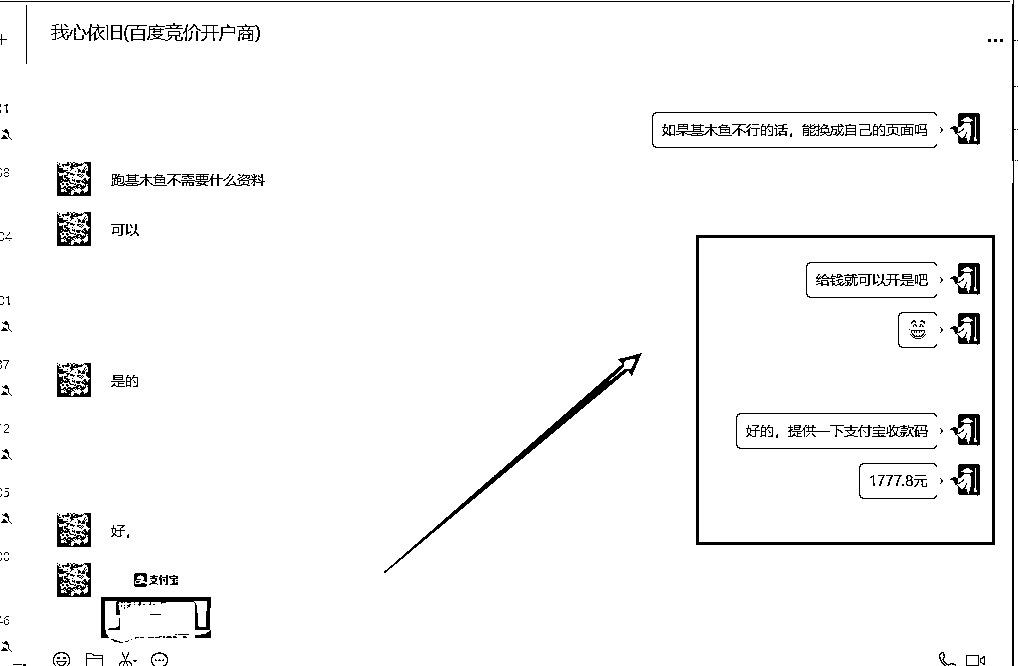 我心依旧(百度竞价开户商)
如果基木鱼不行的话，能换成自己的页面吗
跑基木鱼不需要什么资料
可以
给钱就可以开是吧
是的
好的，提供一下支付宝收款码
1777.8元
好，
支付宝